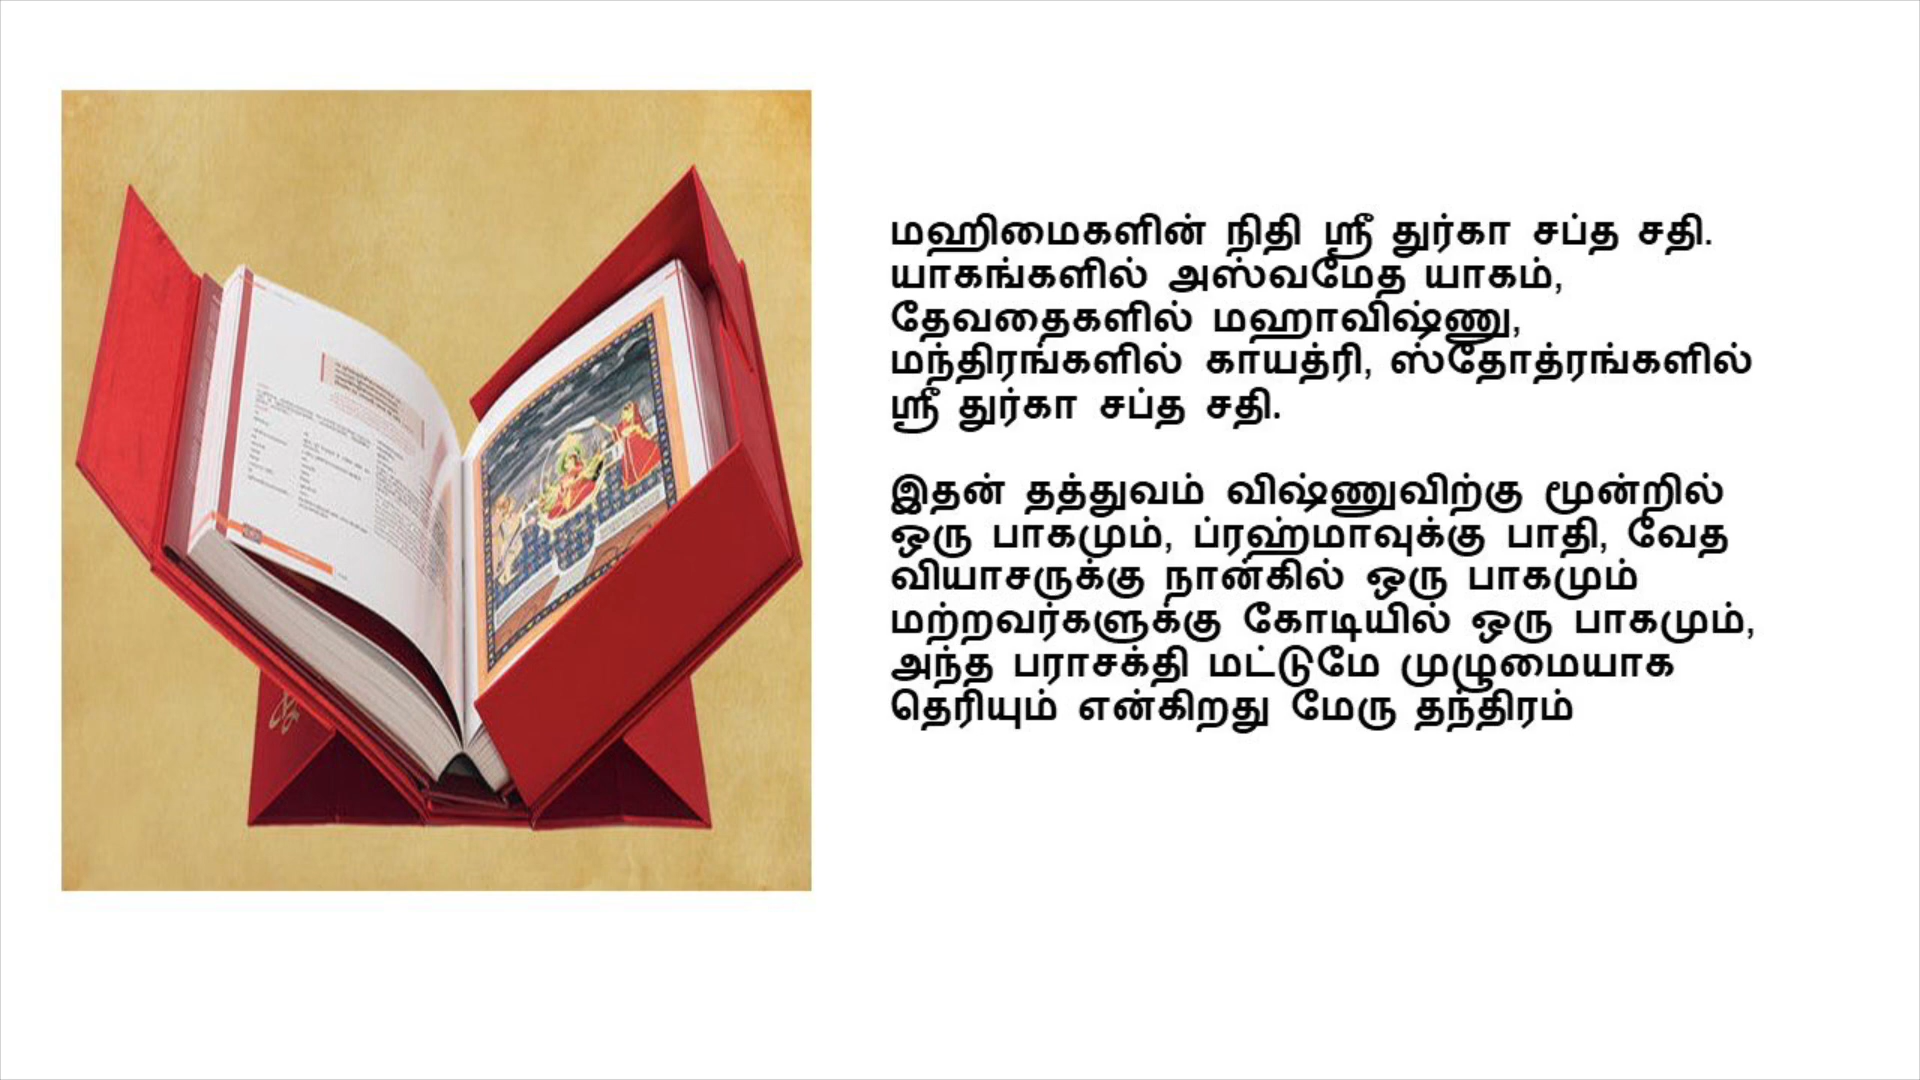 மஹிமைகளின் நிதி ஸ்ரீ துர்கா சப்த சதி.
யாகங்களில் அஸ்வமேத யாகம்,
தேவதைகளில் மஹாவிஷ்ணு,
மந்திரங்களில் காயத்ரி, ஸ்தோத்ரங்களில்
ஸ்ரீ துர்கா சப்த சதி.
இதன் தத்துவம் விஷ்ணுவிற்கு மூன்றில்
ஒரு பாகமும், ப்ரஹ்மாவுக்கு பாதி, வேத
வியாசருக்கு நான்கில் ஒரு பாகமும்
மற்றவர்களுக்கு கோடியில் ஒரு பாகமும்,
அந்த பராசக்தி மட்டுமே முழுமையாக
தெரியும் என்கிறது மேரு தந்திரம்